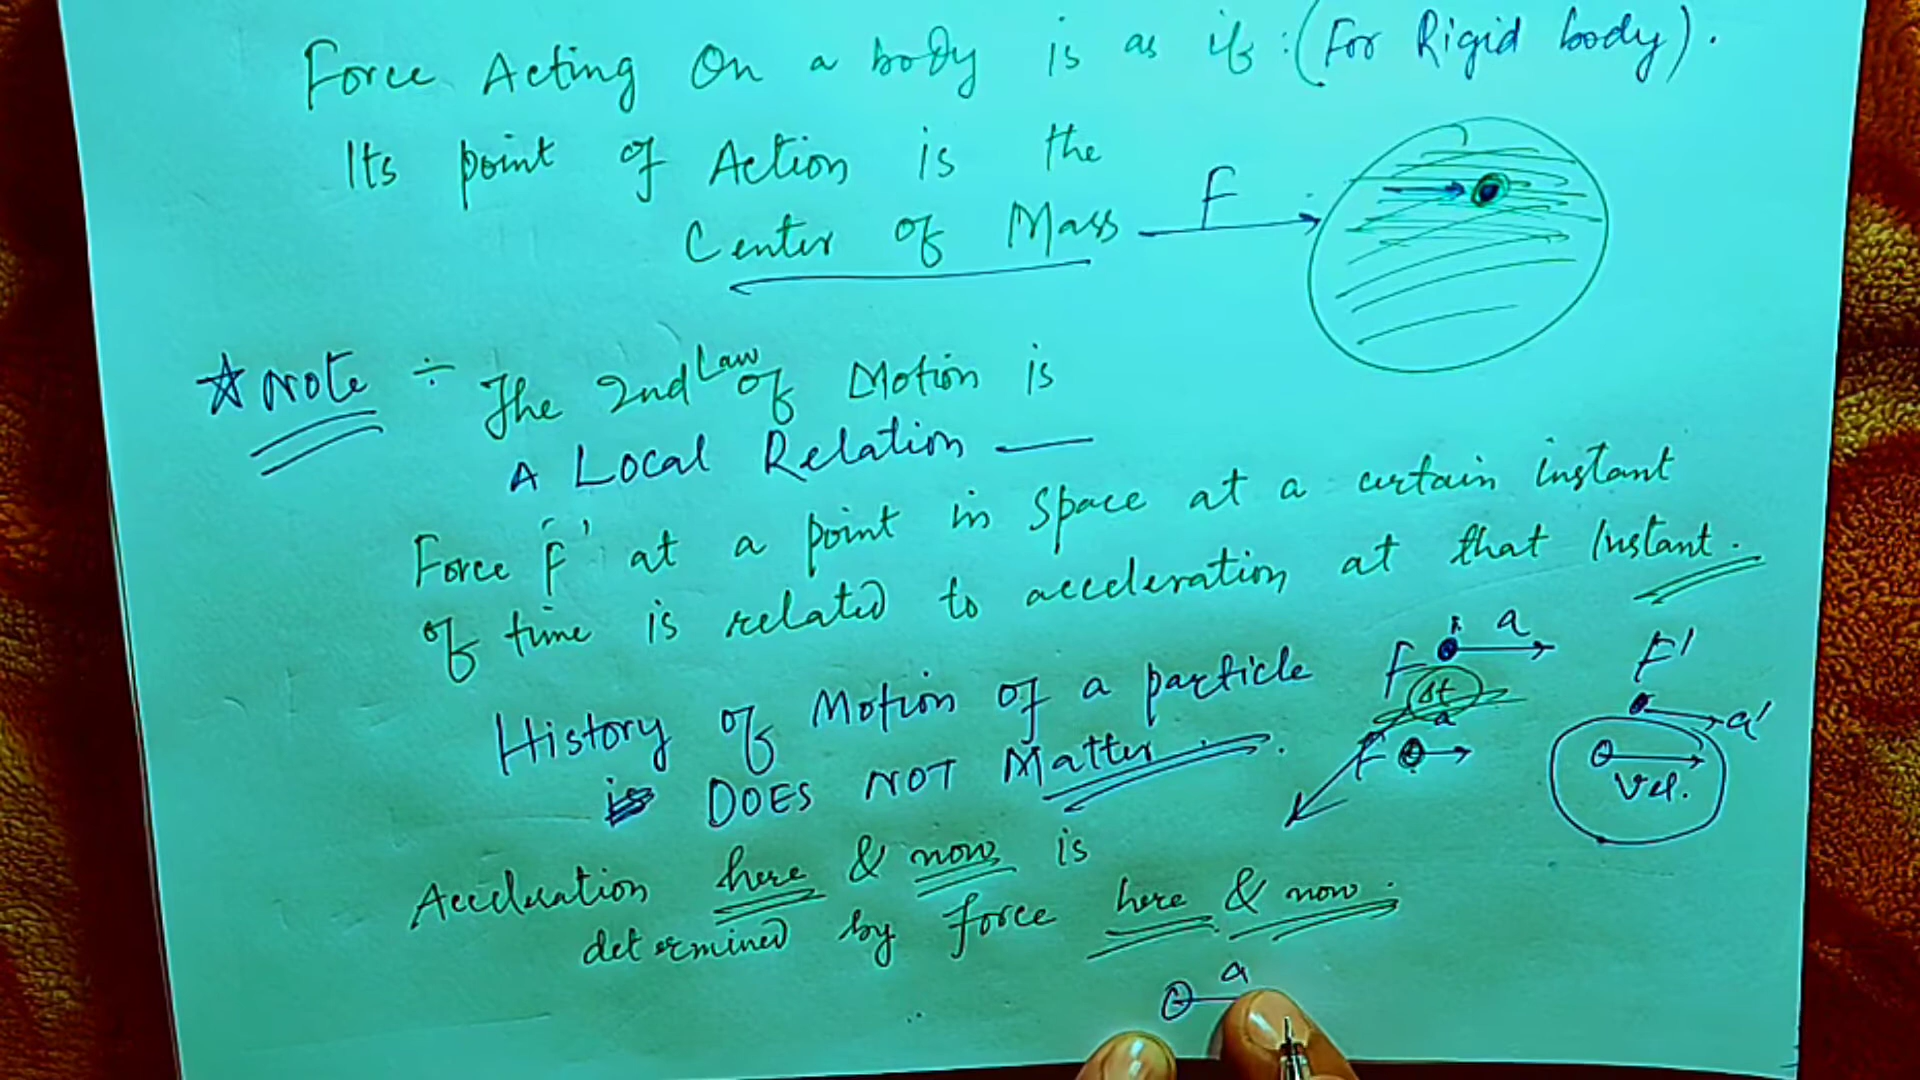 Force Acting On a body is as if : (For Rigid body).
Its point of Action is the
Center of Mass
F
☆ Note ÷ The 2nd Law of Motion is
A Local Relation —
Force 'F' at a point in Space at a certain instant
of time is related to acceleration at that Instant.
F a
F'
Δt
a'
History of Motion of a particle
is DOES NOT Matter.
F a
Vel.
Acceleration here & now is
determined by force here & now.
a